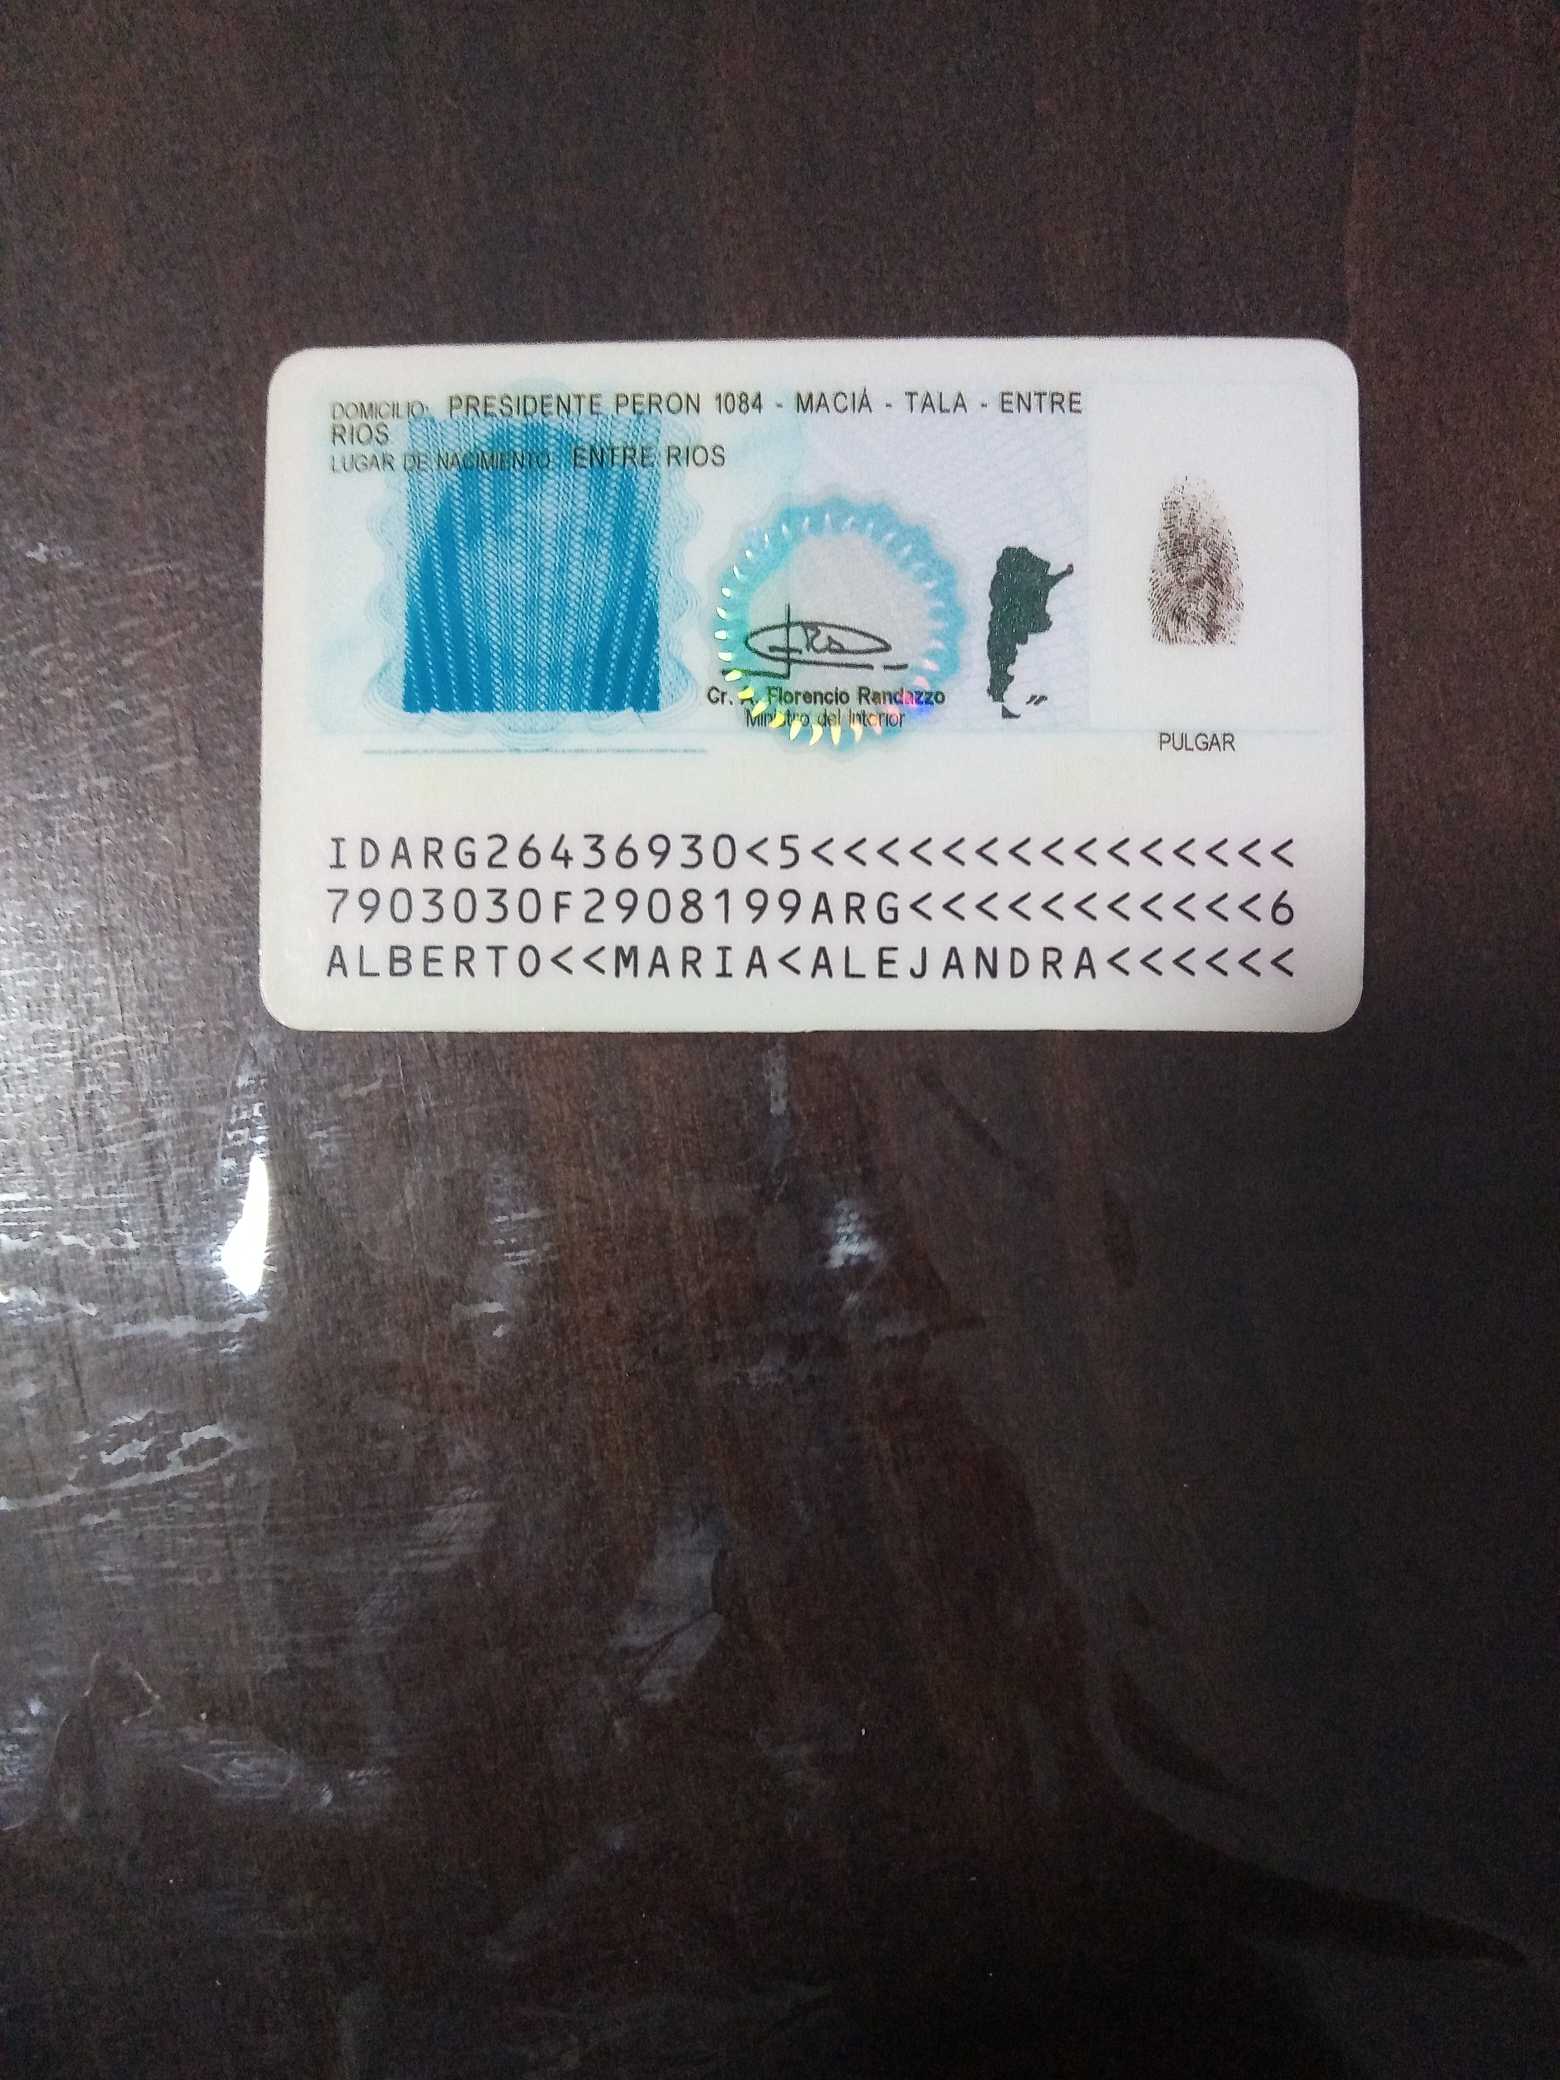 DOMICILIO: PRESIDENTE PERON 1084 - MACIÁ - TALA - ENTRE
RIOS
LUGAR DE NACIMIENTO: ENTRE RIOS
Cr. A. Florencio Randazzo
Ministro del Interior
PULGAR
IDARG26436930<5<<<<<<<<<<<<<<<
7903030F2908199ARG<<<<<<<<<<<6
ALBERTO<<MARIA<ALEJANDRA<<<<<<